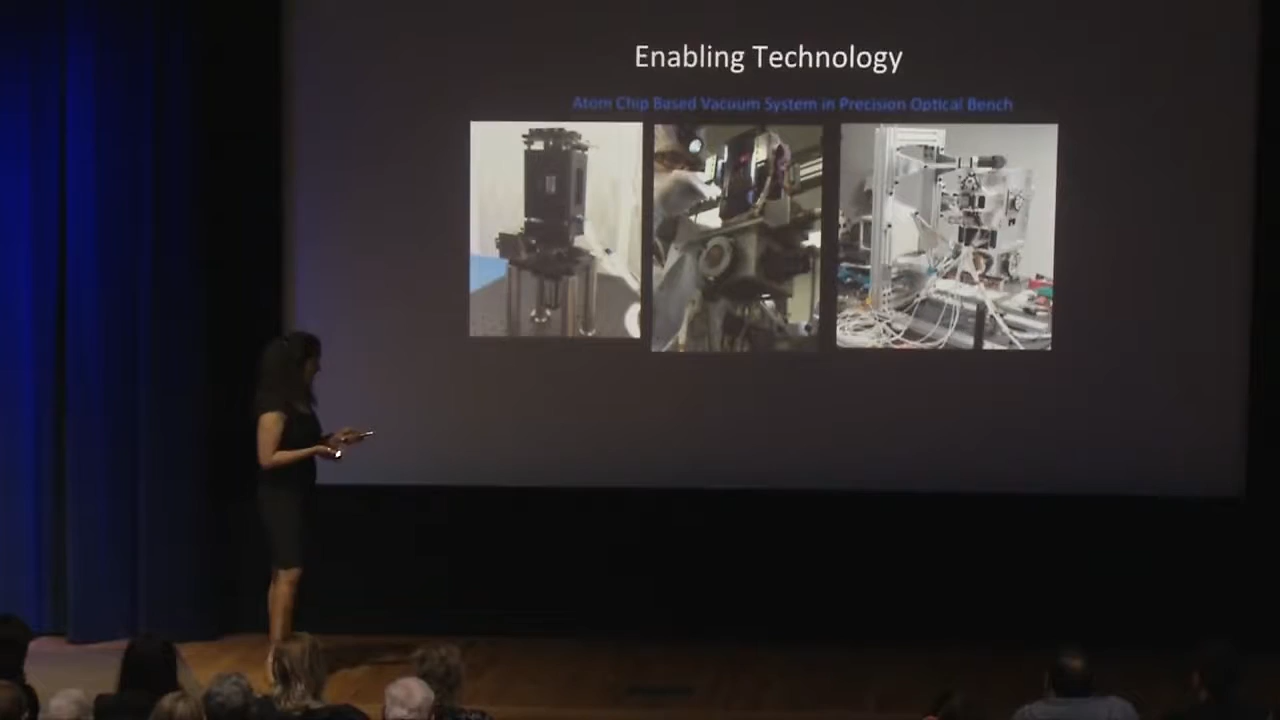 Enabling Technology
Atom Chip Based Vacuum System in Precision Optical Bench